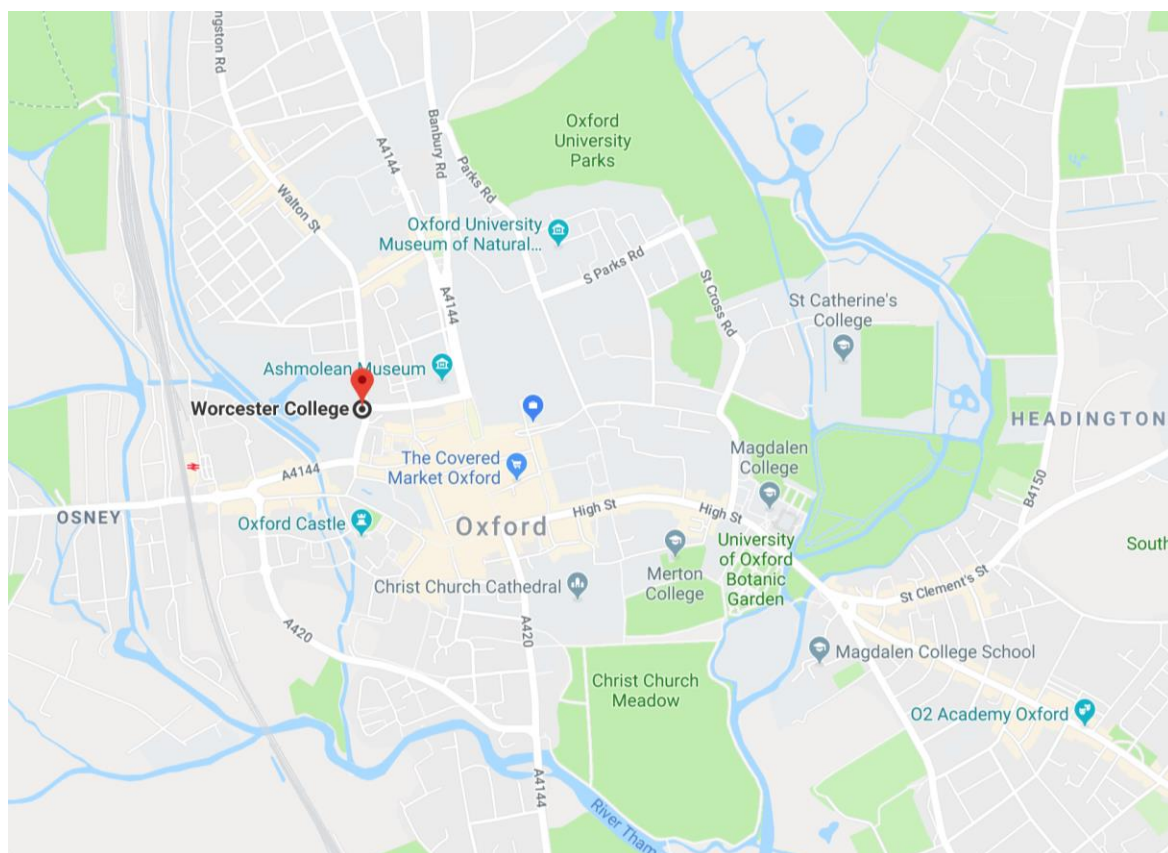 ngston Rd
A4144
Banbury Rd
Parks Rd
Oxford
University
Parks
Walton St
Oxford University
Museum of Natural...
S Parks Rd
St Cross Rd
A4144
St Catherine's
College
Ashmolean Museum
Worcester College
HEADINGTON
The Covered
Market Oxford
Magdalen
College
A4144
B4150
OSNEY
Oxford Castle
Oxford
High St
High St
University
of Oxford
Botanic
Garden
South
Christ Church Cathedral
Merton
College
St Clement's St
A420
A420
Magdalen College School
Christ Church
Meadow
O2 Academy Oxford
A4144
River Tham